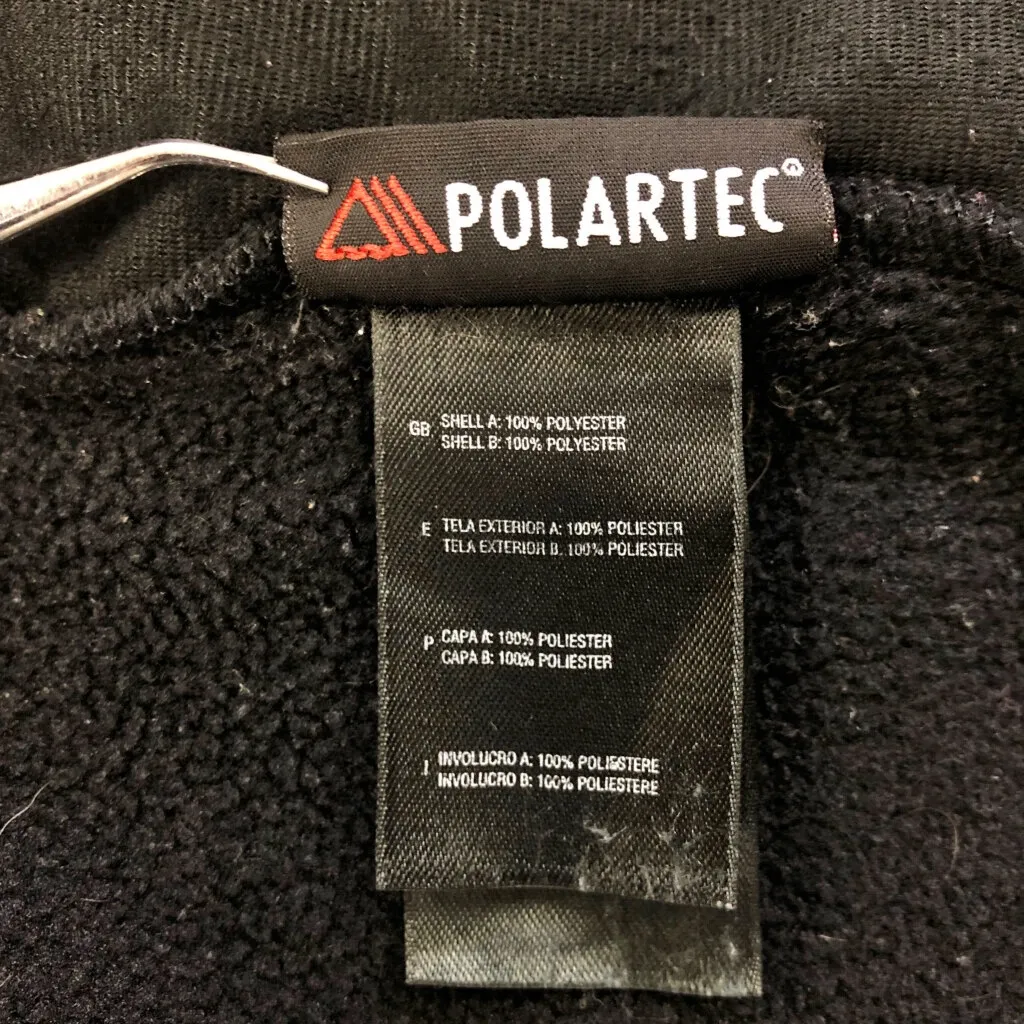 POLARTEC®
GB SHELL A: 100% POLYESTER
SHELL B: 100% POLYESTER
E TELA EXTERIOR A: 100% POLIESTER
TELA EXTERIOR B. 100% POLIESTER
P CAPA A: 100% POLIESTER
CAPA B: 100% POLIESTER
I INVOLUCRO A: 100% POLIESTERE
INVOLUCRO B: 100% POLIESTERE